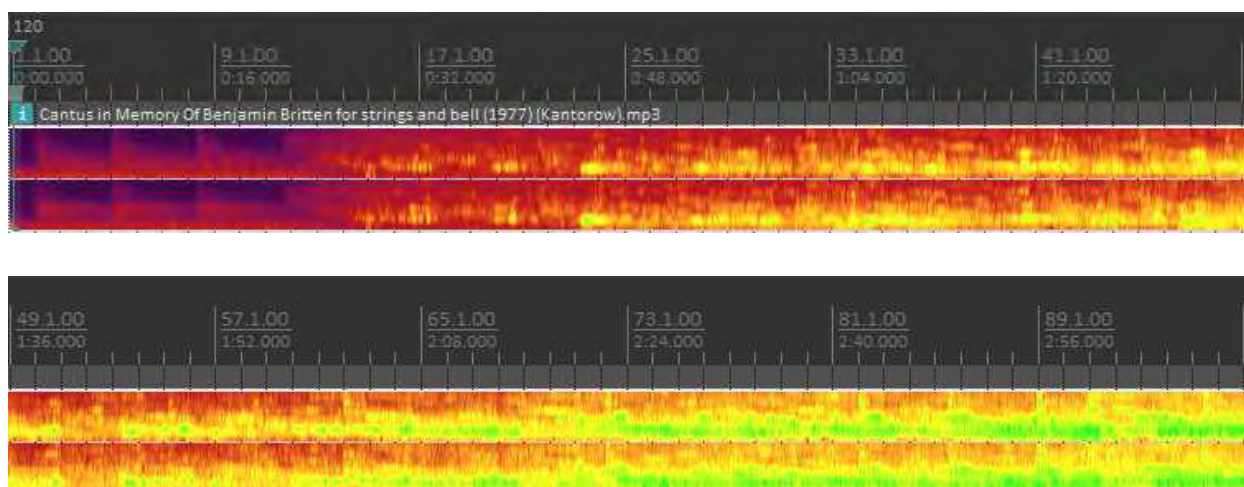 120
1.1.00 9.1.00 17.1.00 25.1.00 33.1.00 41.1.00
0:00.000 0:16.000 0:32.000 0:48.000 1:04.000 1:20.000
i Cantus in Memory Of Benjamin Britten for strings and bell (1977) (Kantorow).mp3
49.1.00 57.1.00 65.1.00 73.1.00 81.1.00 89.1.00
1:36.000 1:52.000 2:08.000 2:24.000 2:40.000 2:56.000